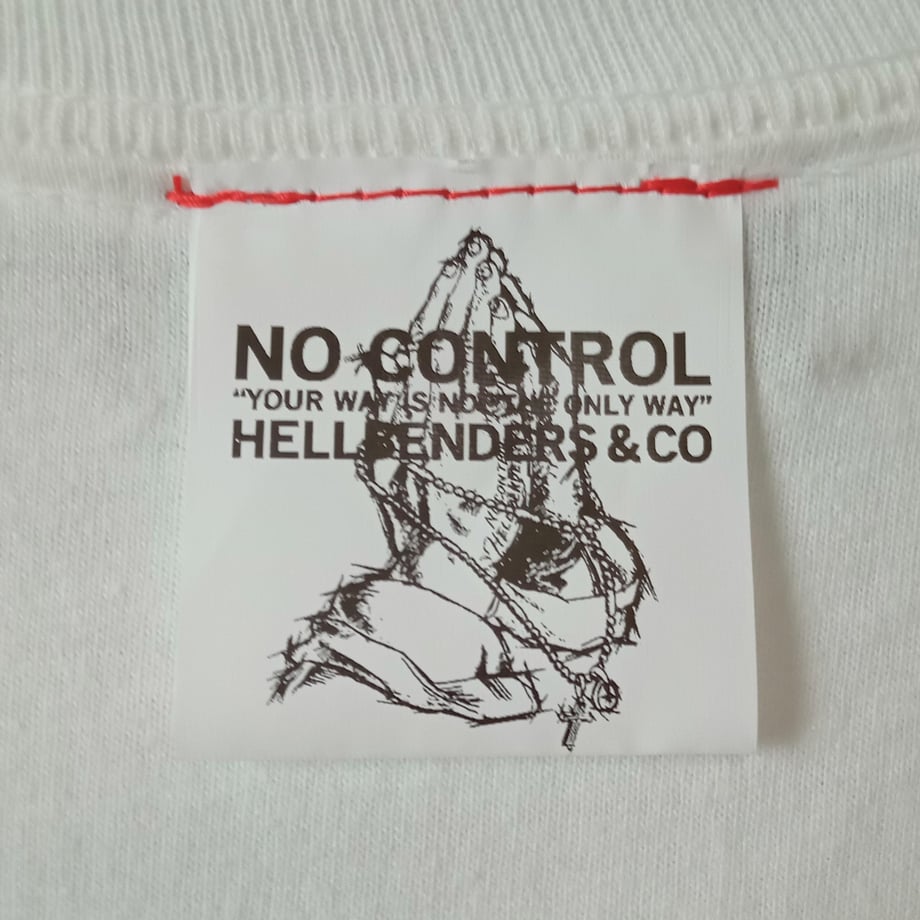 NO CONTROL
“YOUR WAY IS NOT THE ONLY WAY”
HELLBENDERS & CO